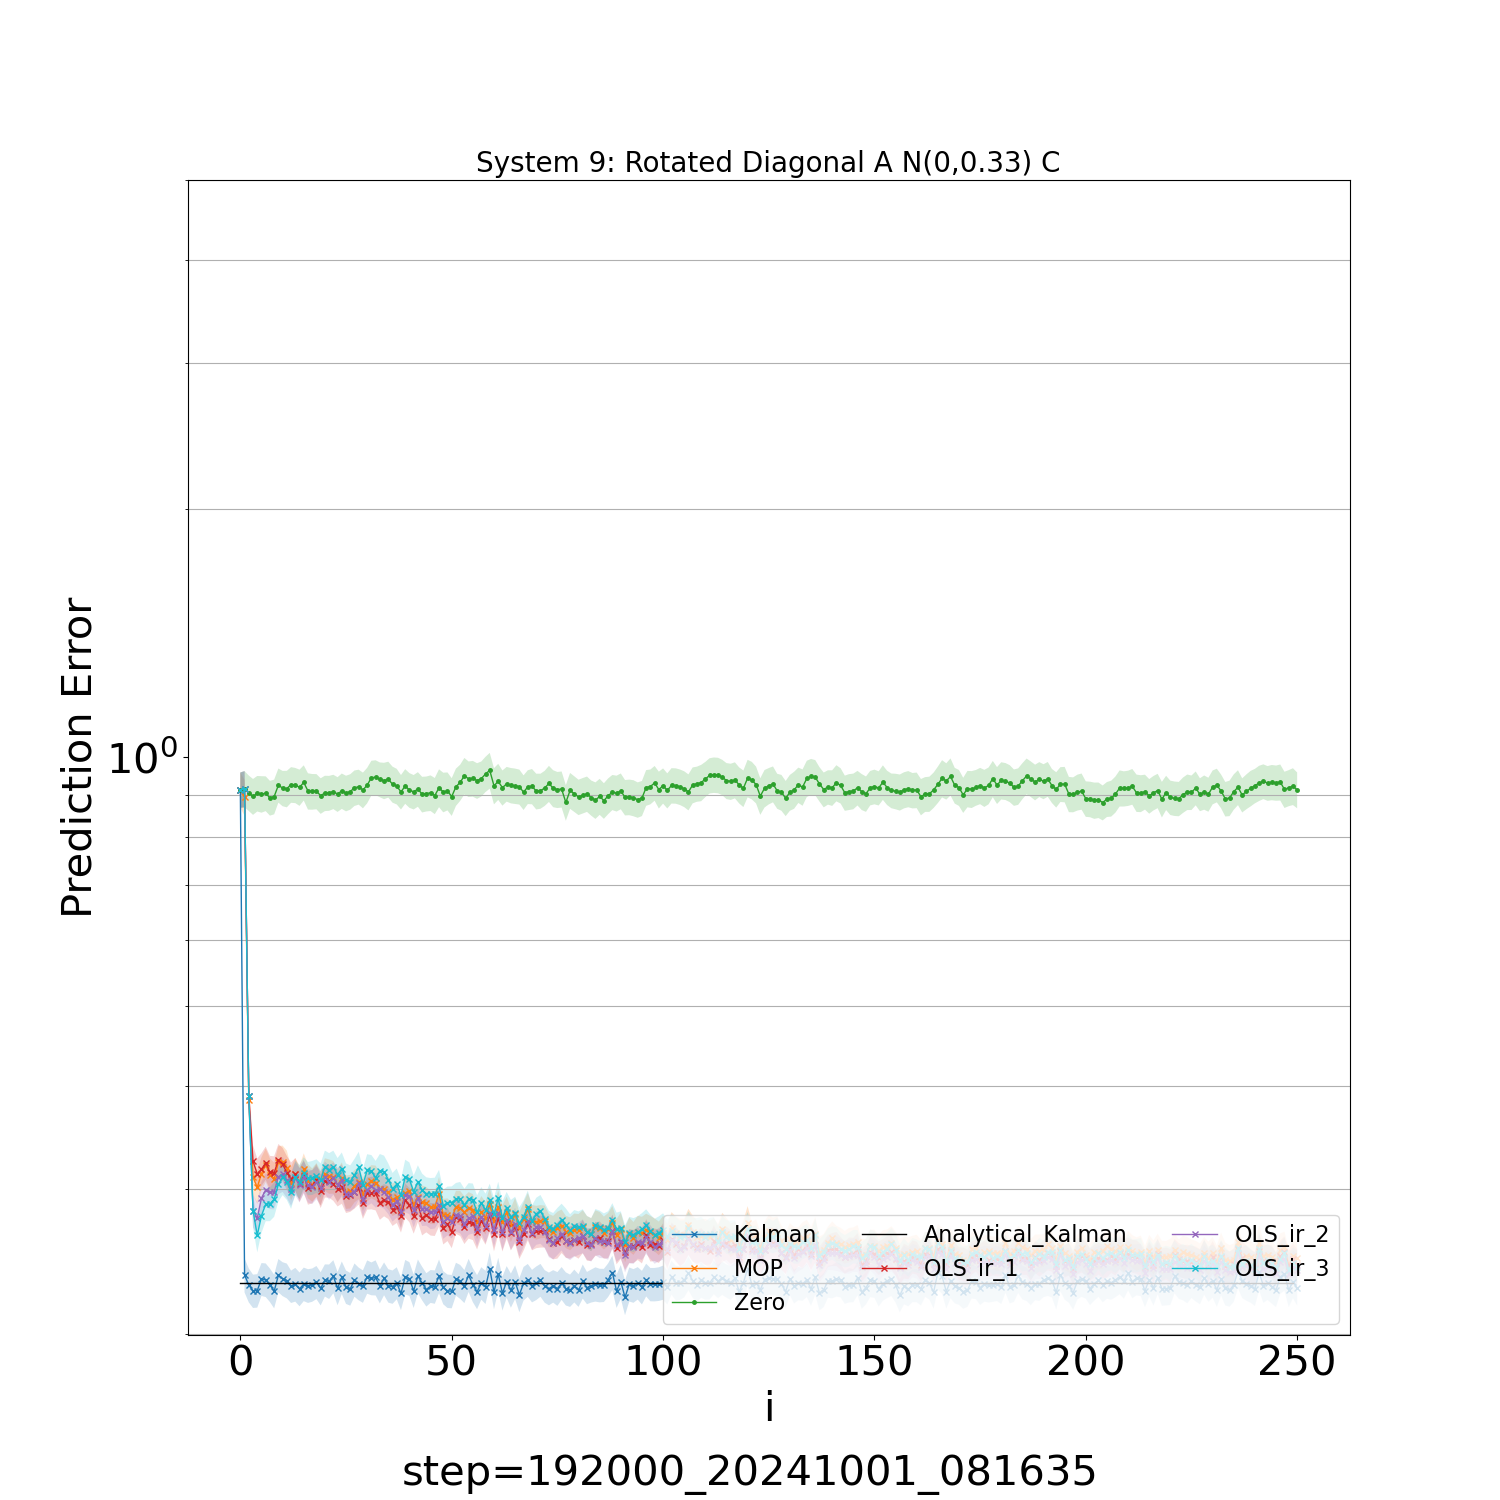 System 9: Rotated Diagonal A N(0,0.33) C
Prediction Error
10⁰
Kalman
MOP
Zero
Analytical_Kalman
OLS_ir_1
OLS_ir_2
OLS_ir_3
0 50 100 150 200 250
i
step=192000_20241001_081635